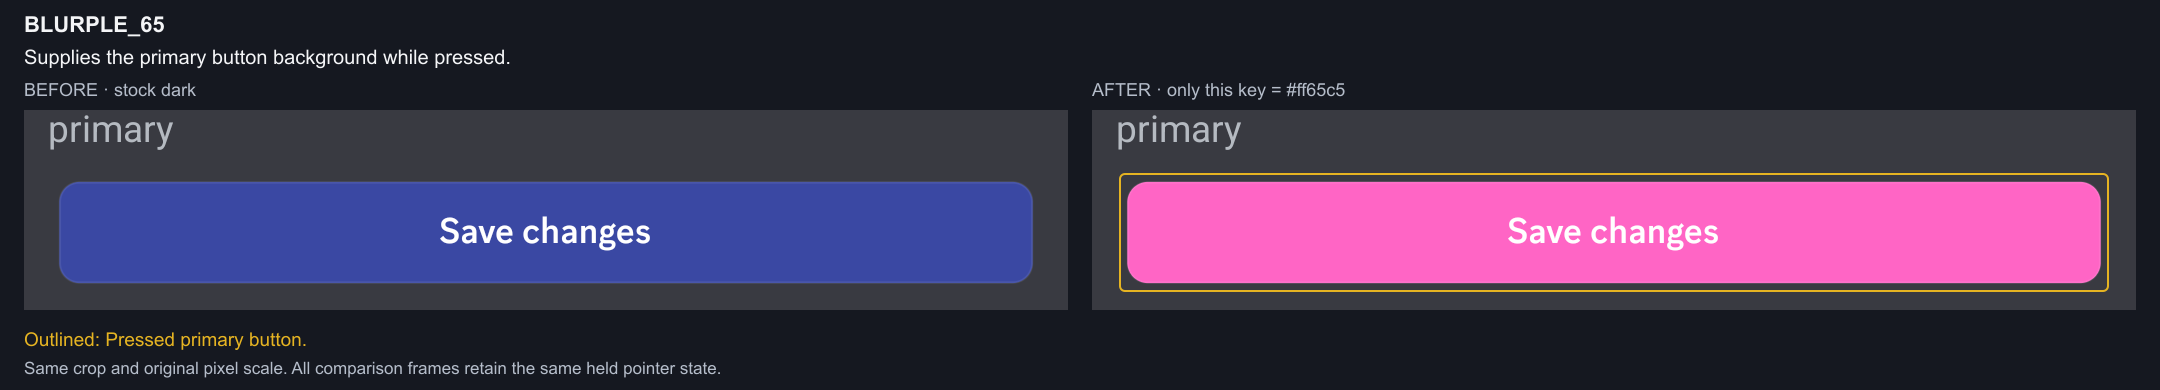 BLURPLE_65
Supplies the primary button background while pressed.
BEFORE · stock dark
AFTER · only this key = #ff65c5
primary
primary
Save changes
Save changes
Outlined: Pressed primary button.
Same crop and original pixel scale. All comparison frames retain the same held pointer state.